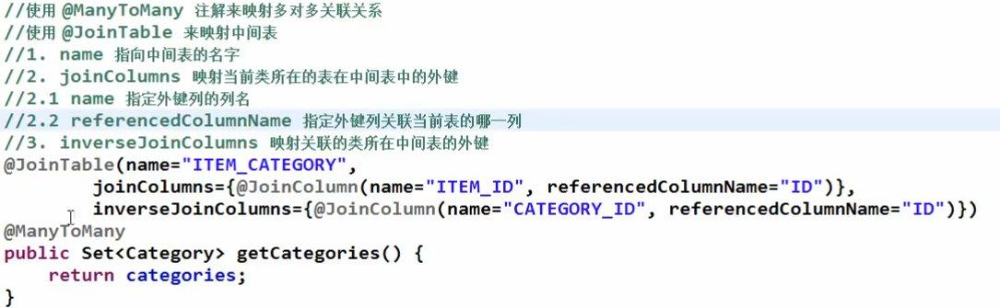 //使用 @ManyToMany 注解来映射多对多关联关系
//使用 @JoinTable 来映射中间表
//1. name 指向中间表的名字
//2. joinColumns 映射当前类所在的表在中间表中的外键
//2.1 name 指定外键列的列名
//2.2 referencedColumnName 指定外键列关联当前表的哪一列
//3. inverseJoinColumns 映射关联的类所在中间表的外键
@JoinTable(name="ITEM_CATEGORY",
        joinColumns={@JoinColumn(name="ITEM_ID", referencedColumnName="ID")},
        inverseJoinColumns={@JoinColumn(name="CATEGORY_ID", referencedColumnName="ID")})
@ManyToMany
public Set<Category> getCategories() {
    return categories;
}